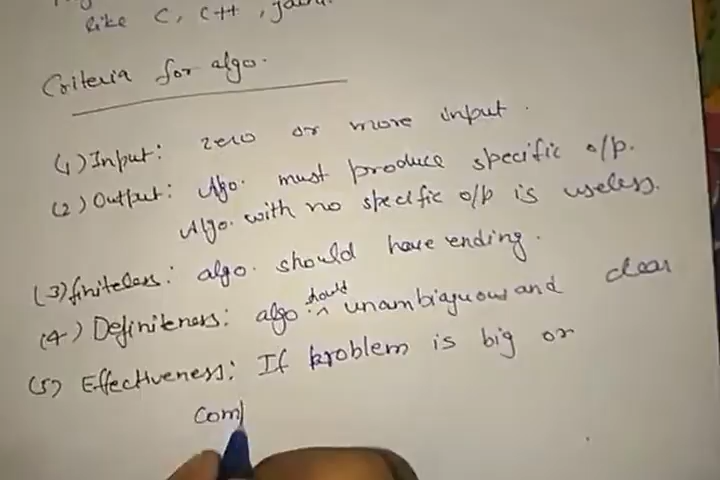 like C, C++, java.
Criteria for algo.
(1) Input: zero or more input.
(2) Output: Algo. must produce specific o/p.
Algo. with no specific o/p is useless.
(3) finiteless: algo. should have ending.
(4) Definiteness: algo. should unambiaguous and clear
(5) Effectiveness: If problem is big or
com